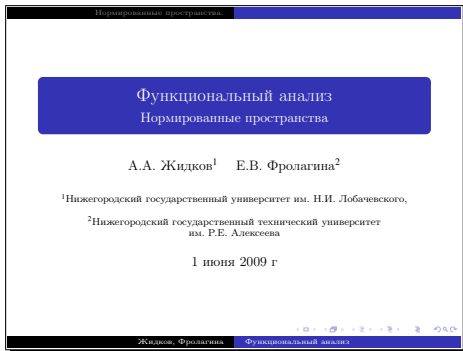 Нормированные пространства.
Функциональный анализ
Нормированные пространства
А.А. Жидков¹ Е.В. Фролагина²
¹Нижегородский государственный университет им. Н.И. Лобачевского,
²Нижегородский государственный технический университет
им. Р.Е. Алексеева
1 июня 2009 г
Жидков, Фролагина Функциональный анализ